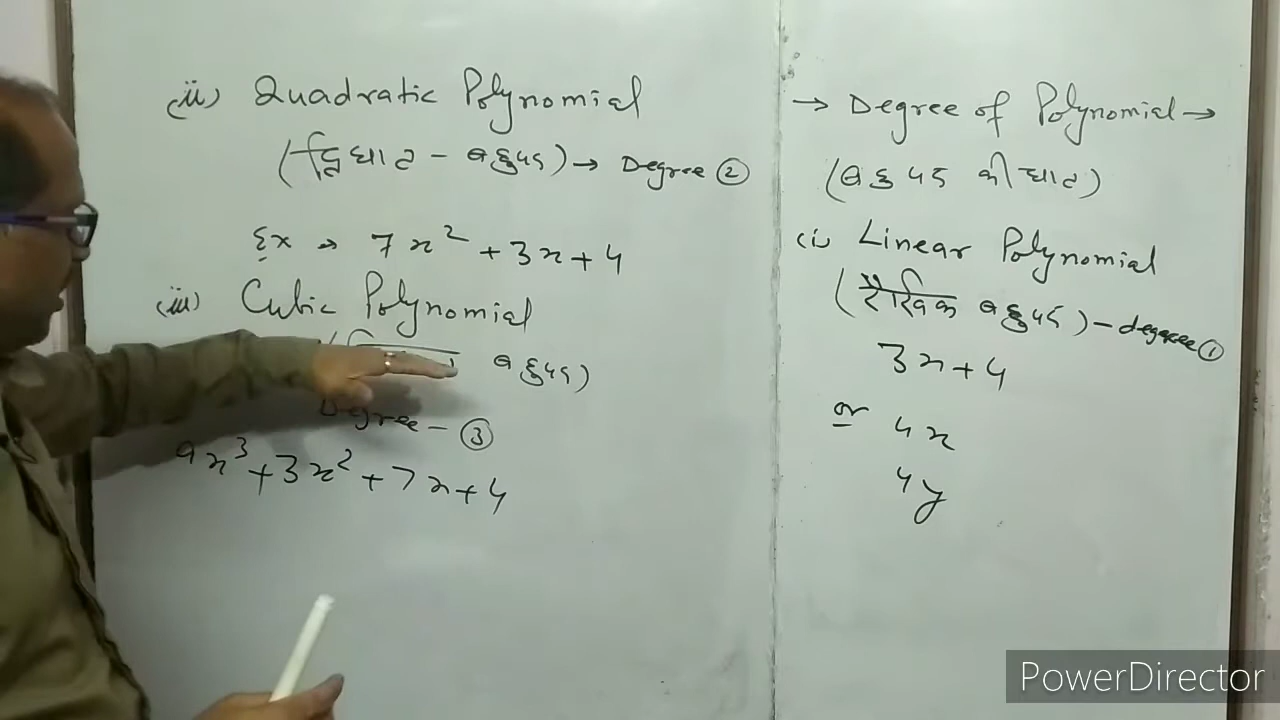 (ii) Quadratic Polynomial
(द्विघात - बहुपद) → Degree ②
Ex → 7x² + 3x + 4
(iii) Cubic Polynomial
बहुपद)
Degree - ③
9x³ + 3x² + 7x + 4
→ Degree of Polynomial →
(बहुपद की घात)
(i) Linear Polynomial
(रैखिक बहुपद) - degree ①
3x + 4
or 4x
4y
PowerDirector